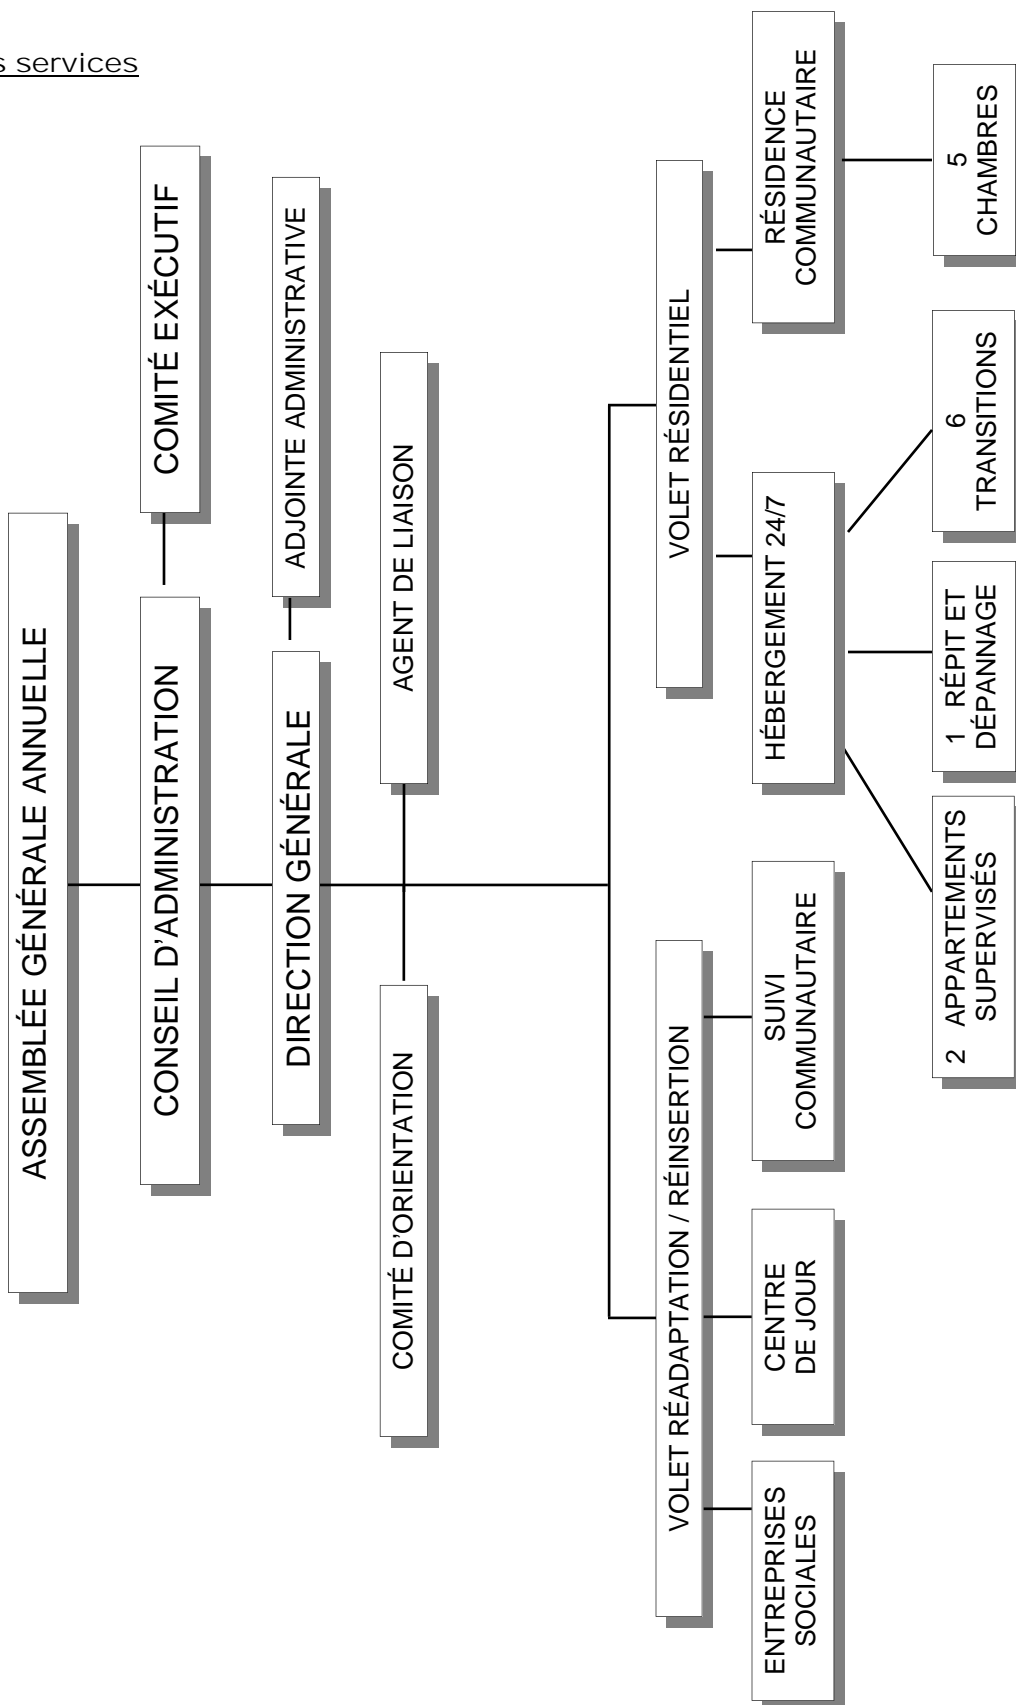 s services
ASSEMBLÉE GÉNÉRALE ANNUELLE
CONSEIL D'ADMINISTRATION
COMITÉ EXÉCUTIF
DIRECTION GÉNÉRALE
ADJOINTE ADMINISTRATIVE
COMITÉ D'ORIENTATION
AGENT DE LIAISON
VOLET RÉADAPTATION / RÉINSERTION
VOLET RÉSIDENTIEL
ENTREPRISES
SOCIALES
CENTRE
DE JOUR
SUIVI
COMMUNAUTAIRE
HÉBERGEMENT 24/7
RÉSIDENCE
COMMUNAUTAIRE
2 APPARTEMENTS
SUPERVISÉS
1 RÉPIT ET
DÉPANNAGE
6
TRANSITIONS
5
CHAMBRES